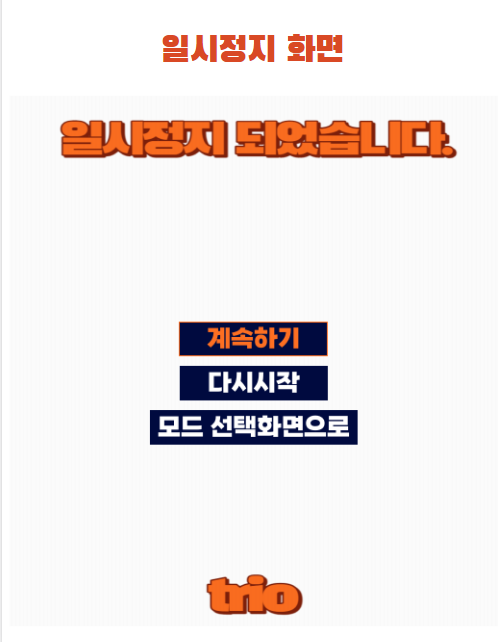 일시정지 화면
일시정지 되었습니다.
계속하기
다시시작
모드 선택화면으로
trio